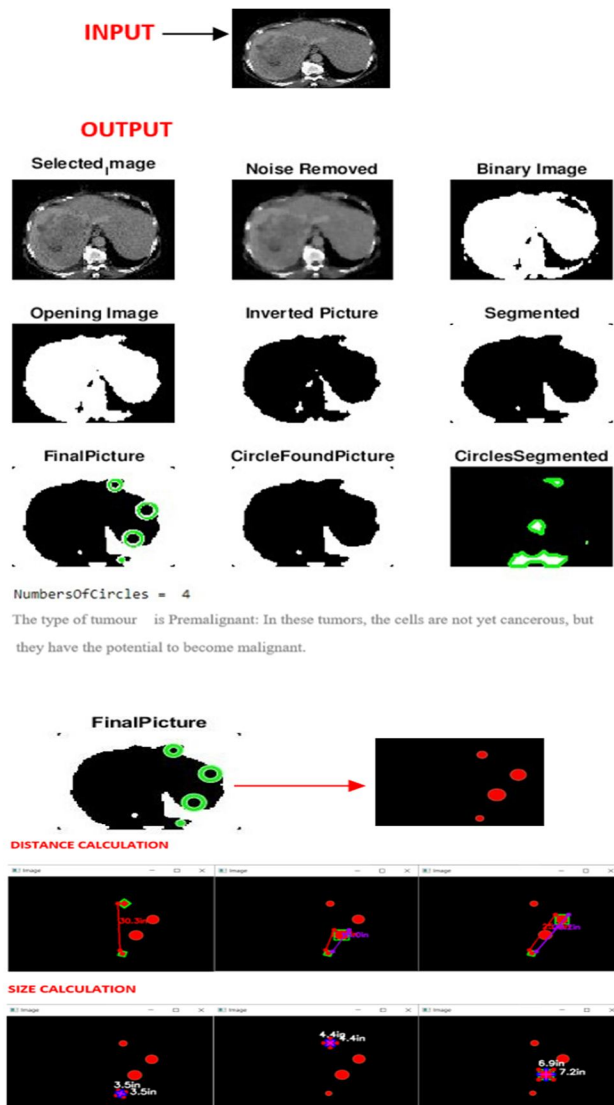 INPUT
OUTPUT
Selected_Image
Noise Removed
Binary Image
Opening Image
Inverted Picture
Segmented
FinalPicture
CircleFoundPicture
CirclesSegmented
NumbersOfCircles = 4
The type of tumour is Premalignant: In these tumors, the cells are not yet cancerous, but
they have the potential to become malignant.
FinalPicture
DISTANCE CALCULATION
Image
Image
Image
30.3in
SIZE CALCULATION
Image
Image
Image
3.5in
3.5in
4.4in
4.4in
6.9in
7.2in